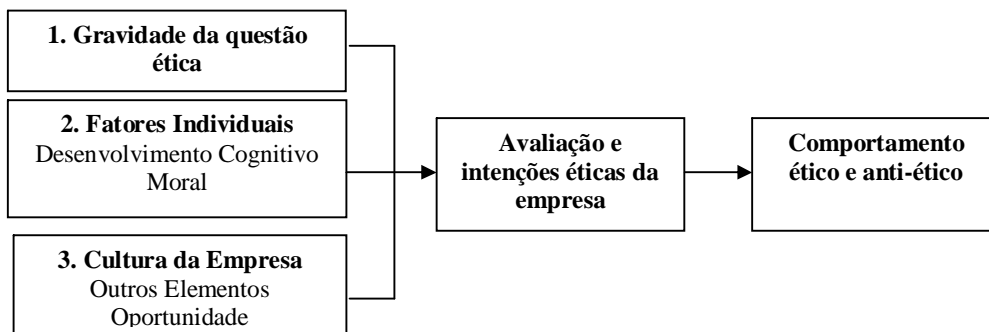 1. Gravidade da questão
ética
2. Fatores Individuais
Desenvolvimento Cognitivo
Moral
3. Cultura da Empresa
Outros Elementos
Oportunidade
Avaliação e
intenções éticas da
empresa
Comportamento
ético e anti-ético